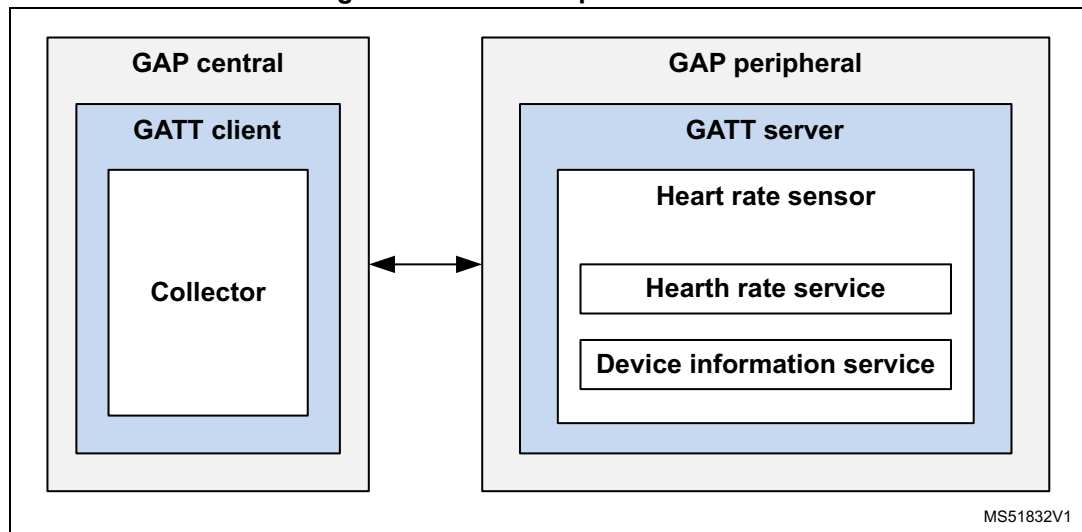 GAP central
GATT client
Collector
GAP peripheral
GATT server
Heart rate sensor
Hearth rate service
Device information service
MS51832V1